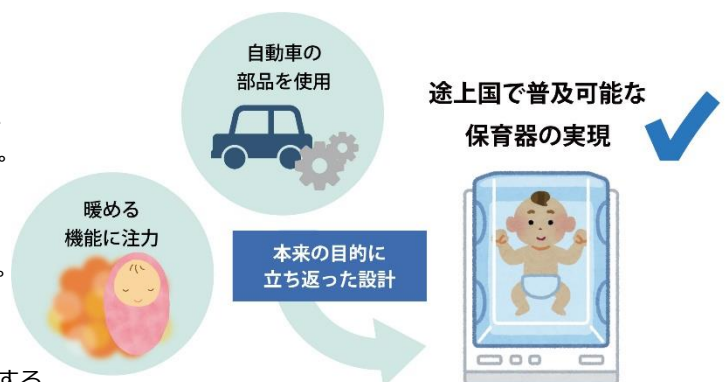 自動車の
部品を使用
途上国で普及可能な
保育器の実現
。
暖める
機能に注力
本来の目的に
立ち返った設計
。
する